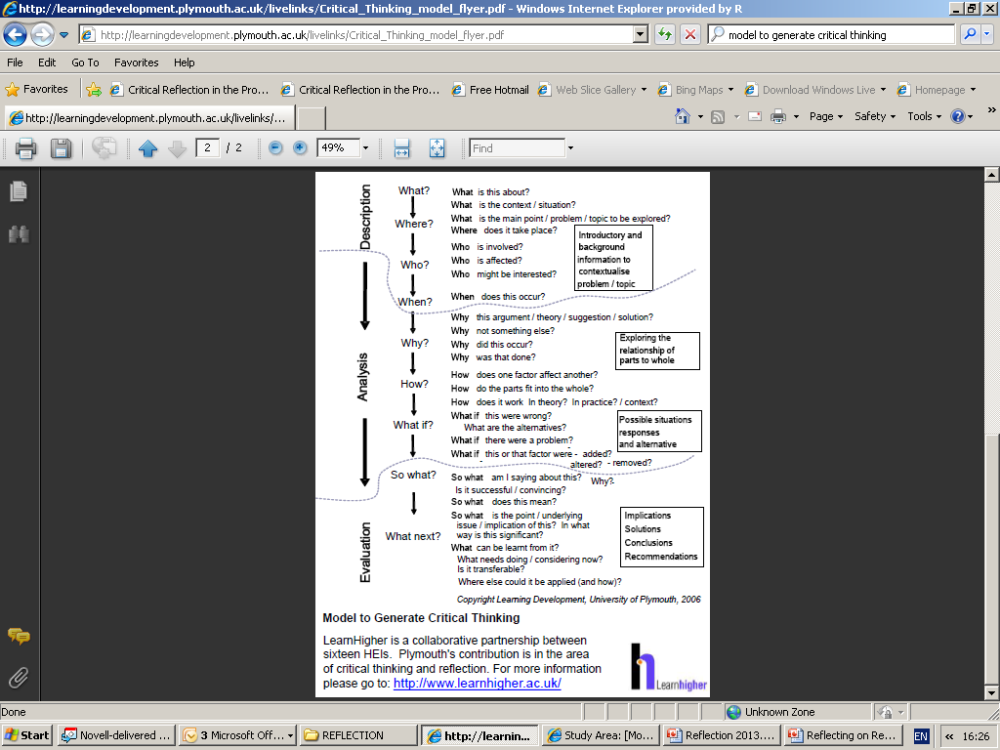 http://learningdevelopment.plymouth.ac.uk/livelinks/Critical_Thinking_model_flyer.pdf - Windows Internet Explorer provided by R
http://learningdevelopment.plymouth.ac.uk/livelinks/Critical_Thinking_model_flyer.pdf
model to generate critical thinking
File Edit Go To Favorites Help
Favorites Critical Reflection in the Pro... Critical Reflection in the Pro... Free Hotmail Web Slice Gallery Bing Maps Download Windows Live Homepage
http://learningdevelopment.plymouth.ac.uk/livelinks/... Page Safety Tools
2 / 2 49% Find
Description
Analysis
Evaluation
What?
Where?
Who?
When?
Why?
How?
What if?
So what?
What next?
What is this about?
What is the context / situation?
What is the main point / problem / topic to be explored?
Where does it take place?
Who is involved?
Who is affected?
Who might be interested?
When does this occur?
Introductory and
background
information to
contextualise
problem / topic
Why this argument / theory / suggestion / solution?
Why not something else?
Why did this occur?
Why was that done?
Exploring the
relationship of
parts to whole
How does one factor affect another?
How do the parts fit into the whole?
How does it work In theory? In practice? / context?
What if this were wrong?
What are the alternatives?
What if there were a problem?
What if this or that factor were - added?
altered? - removed?
Possible situations
responses
and alternative
So what am I saying about this? Why?
Is it successful / convincing?
So what does this mean?
So what is the point / underlying
issue / implication of this? In what
way is this significant?
What can be learnt from it?
What needs doing / considering now?
Is it transferable?
Where else could it be applied (and how)?
Implications
Solutions
Conclusions
Recommendations
Copyright Learning Development, University of Plymouth, 2006
Model to Generate Critical Thinking
LearnHigher is a collaborative partnership between
sixteen HEIs. Plymouth's contribution is in the area
of critical thinking and reflection. For more information
please go to: http://www.learnhigher.ac.uk/
Learnhigher
Done Unknown Zone
Start Novell-delivered ... 3 Microsoft Off... REFLECTION http://learnin... Study Area: [Mo... Reflection 2013.... Reflecting on Re... EN 16:26